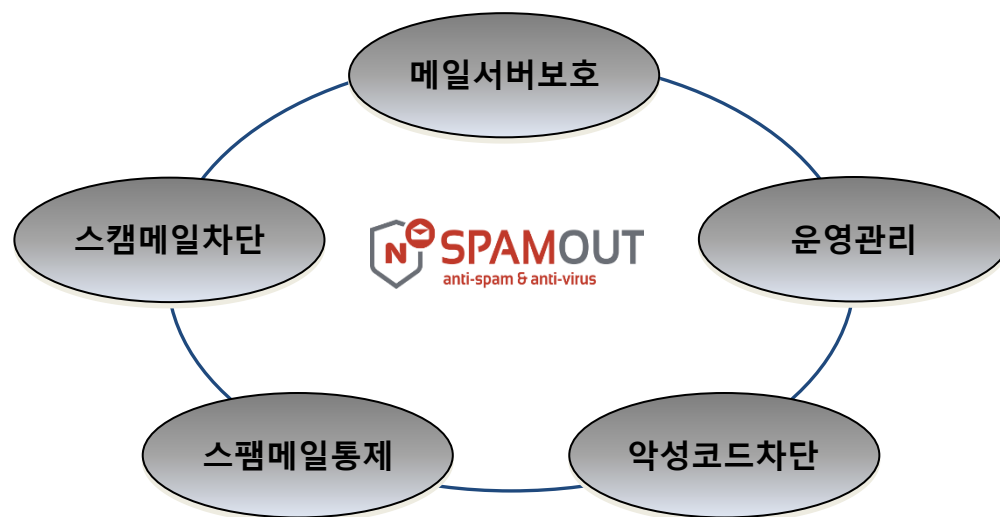 메일서버보호
스캠메일차단
N SPAMOUT
anti-spam & anti-virus
운영관리
스팸메일통제
악성코드차단